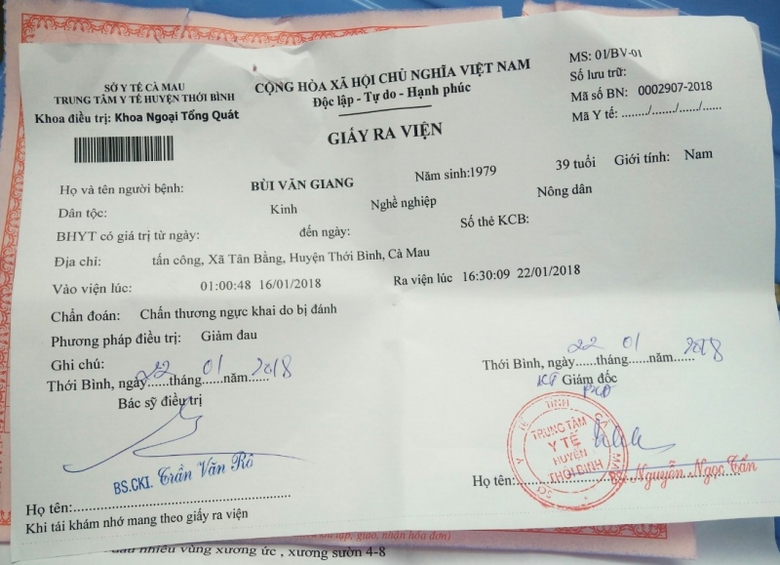 SỞ Y TẾ CÀ MAU
TRUNG TÂM Y TẾ HUYỆN THỚI BÌNH
Khoa điều trị: Khoa Ngoại Tổng Quát
CỘNG HÒA XÃ HỘI CHỦ NGHĨA VIỆT NAM
Độc lập - Tự do - Hạnh phúc
MS: 01/BV-01
Số lưu trữ:
Mã số BN: 0002907-2018
Mã Y tế: ......./....../....../......
GIẤY RA VIỆN
Họ và tên người bệnh: BÙI VĂN GIANG Năm sinh:1979 39 tuổi Giới tính: Nam
Dân tộc: Kinh Nghề nghiệp Nông dân
BHYT có giá trị từ ngày: đến ngày: Số thẻ KCB:
Địa chỉ: tấn công, Xã Tân Bằng, Huyện Thới Bình, Cà Mau
Vào viện lúc: 01:00:48 16/01/2018 Ra viện lúc 16:30:09 22/01/2018
Chẩn đoán: Chấn thương ngực khai do bị đánh
Phương pháp điều trị: Giảm đau
Ghi chú:
Thới Bình, ngày 22 tháng 01 năm 2018
Bác sỹ điều trị
BS.CKI. Trần Văn Rô
Họ tên:
Khi tái khám nhớ mang theo giấy ra viện
Thới Bình, ngày 22 tháng 01 năm 2018
KT Giám đốc
PGĐ
TRUNG TÂM
Y TẾ
HUYỆN
THỚI BÌNH
Họ tên: BS. Nguyễn Ngọc Tấn
nhiều vùng xương ức , xương sườn 4-8